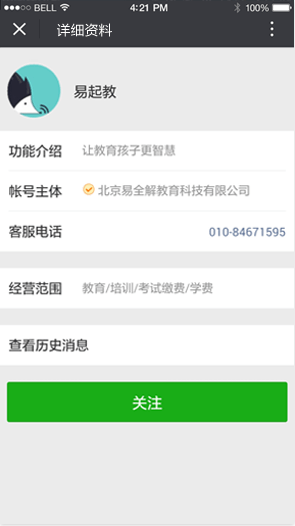 BELL 4:21 PM 100%
详细资料
易起教
功能介绍 让教育孩子更智慧
帐号主体 北京易全解教育科技有限公司
客服电话 010-84671595
经营范围 教育/培训/考试缴费/学费
查看历史消息
关注